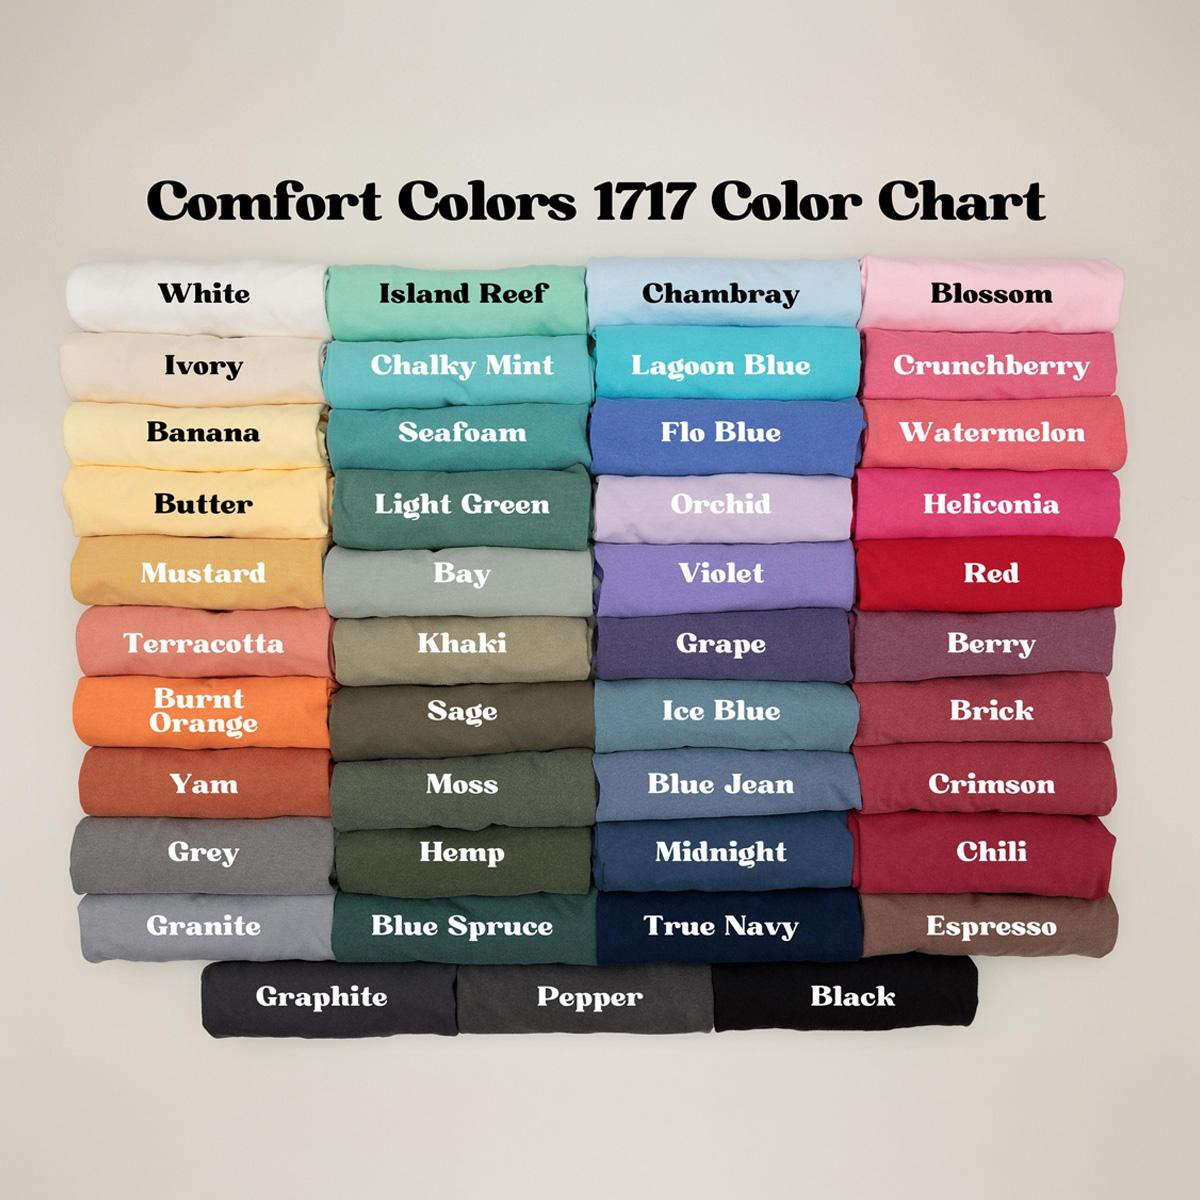 Comfort Colors 1717 Color Chart
White
Island Reef
Chambray
Blossom
Ivory
Chalky Mint
Lagoon Blue
Crunchberry
Banana
Seafoam
Flo Blue
Watermelon
Butter
Light Green
Orchid
Heliconia
Mustard
Bay
Violet
Red
Terracotta
Khaki
Grape
Berry
Burnt
Orange
Sage
Ice Blue
Brick
Yam
Moss
Blue Jean
Crimson
Grey
Hemp
Midnight
Chili
Granite
Blue Spruce
True Navy
Espresso
Graphite
Pepper
Black